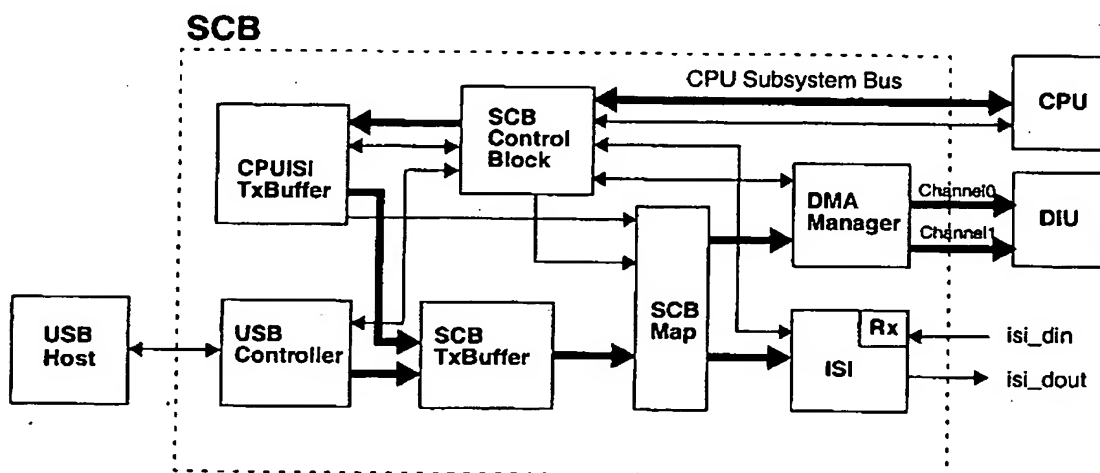 SCB
CPU Subsystem Bus
CPU
SCB
Control
Block
CPUISI
TxBuffer
DMA
Manager
Channel0
Channel1
DIU
USB
Host
USB
Controller
SCB
TxBuffer
SCB
Map
Rx
ISI
isi_din
isi_dout